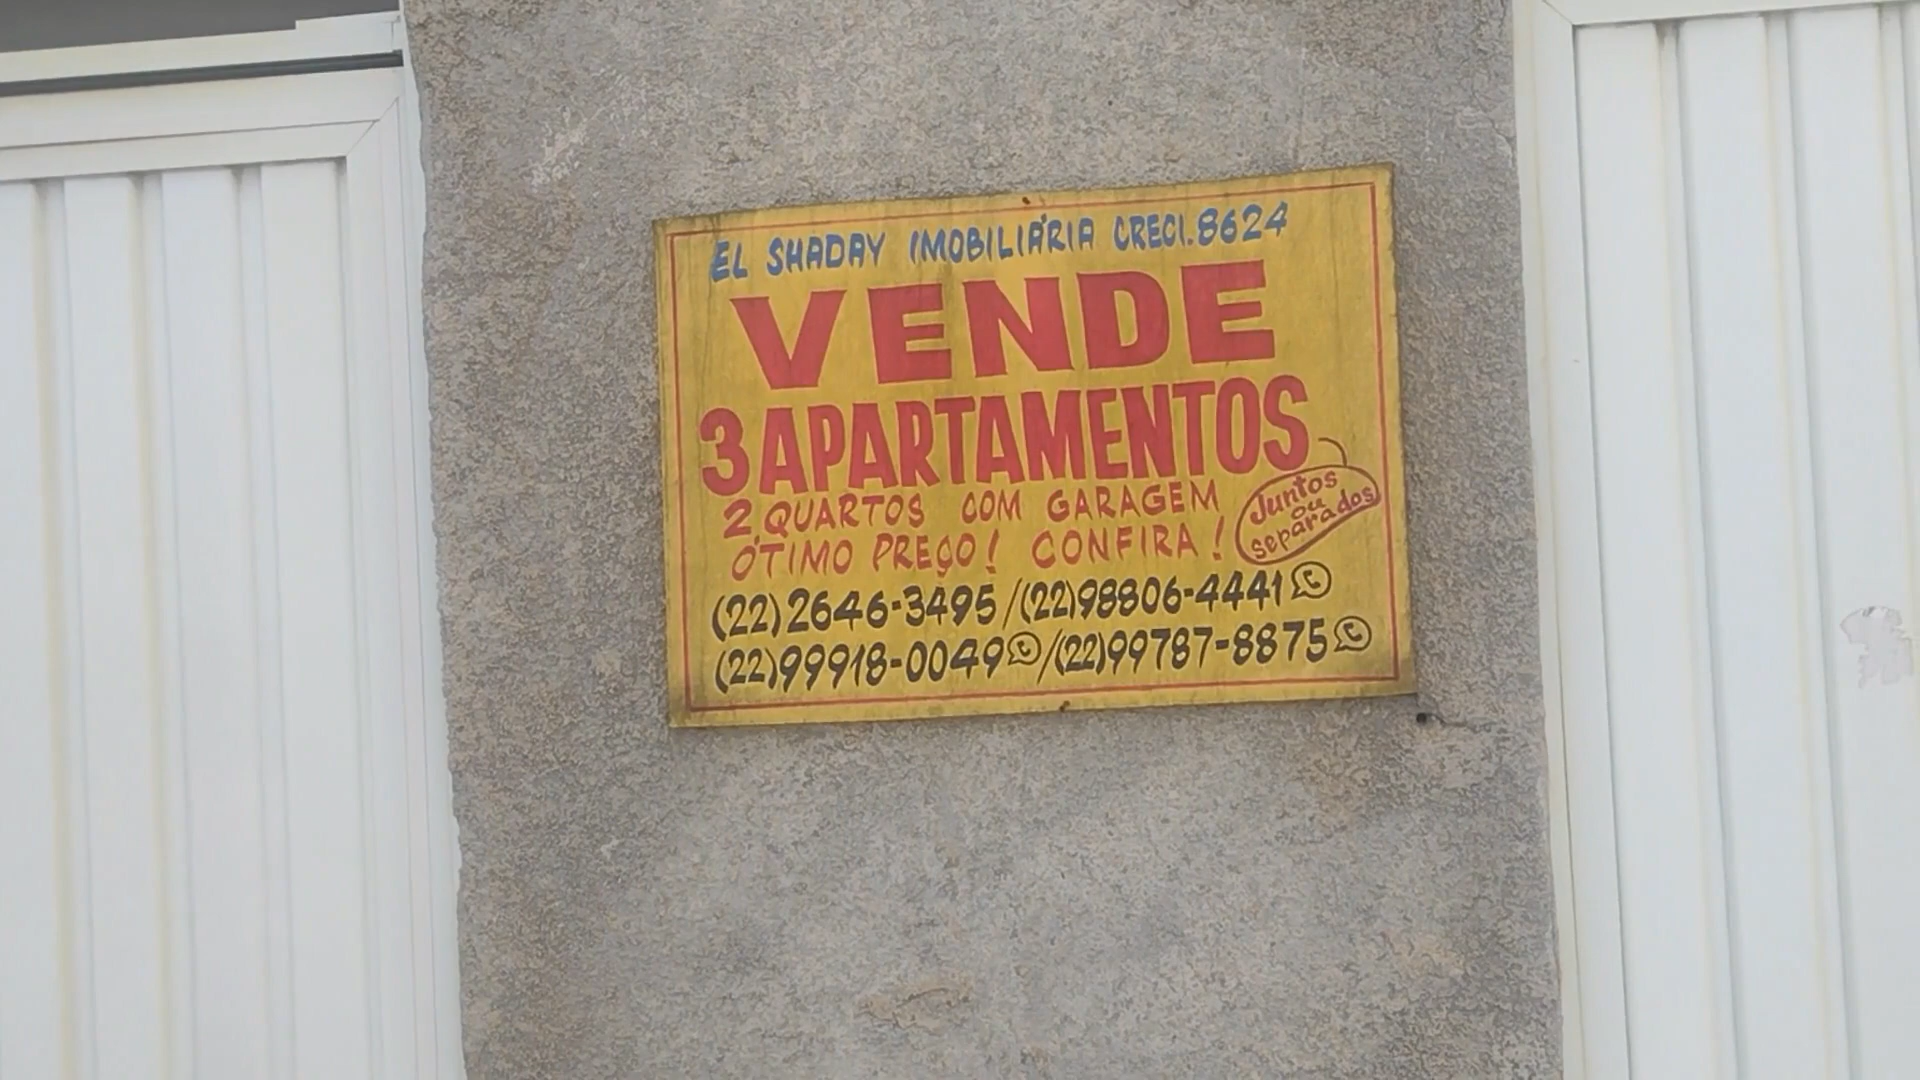 EL SHADAY IMOBILIÁRIA CRECI.8624
VENDE
3 APARTAMENTOS
2 QUARTOS COM GARAGEM
ÓTIMO PREÇO! CONFIRA!
Juntos
ou
separados
(22)2646-3495/(22)98806-4441
(22)99918-0049/(22)99787-8875